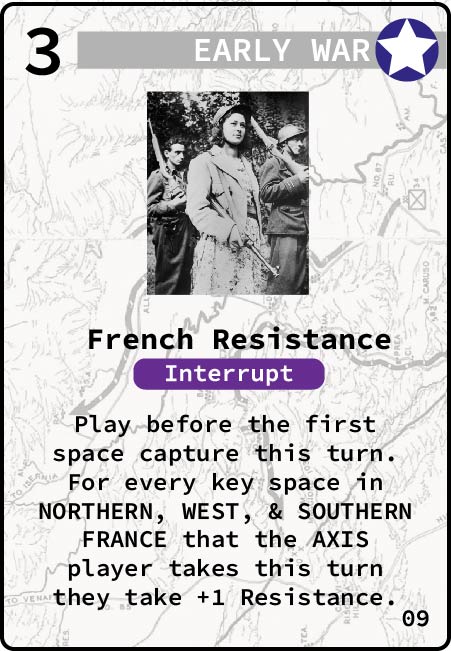 3
EARLY WAR
French Resistance
Interrupt
Play before the first
space capture this turn.
For every key space in
NORTHERN, WEST, & SOUTHERN
FRANCE that the AXIS
player takes this turn
they take +1 Resistance.
09